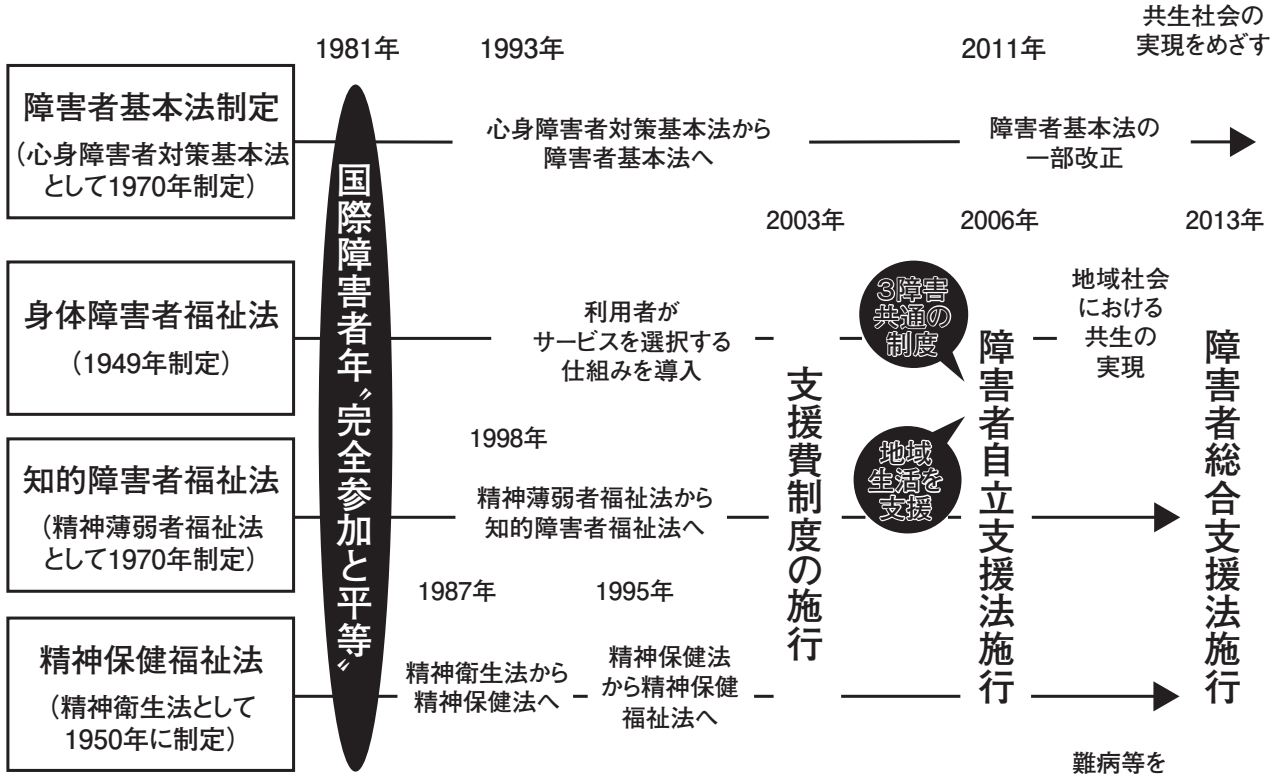 共生社会の
実現をめざす
1981年
1993年
2011年
障害者基本法制定
(心身障害者対策基本法
として1970年制定)
心身障害者対策基本法から
障害者基本法へ
障害者基本法の
一部改正
国際障害者年〝完全参加と平等〟
2003年
2006年
2013年
身体障害者福祉法
(1949年制定)
利用者が
サービスを選択する
仕組みを導入
3障害
共通の
制度
地域社会
における
共生の
実現
支援費制度の施行
障害者自立支援法施行
障害者総合支援法施行
知的障害者福祉法
(精神薄弱者福祉法
として1970年制定)
1998年
精神薄弱者福祉法から
知的障害者福祉法へ
地域
生活を
支援
1987年
1995年
精神保健福祉法
(精神衛生法として
1950年に制定)
精神衛生法から
精神保健法へ
精神保健法
から精神保健
福祉法へ
難病等を